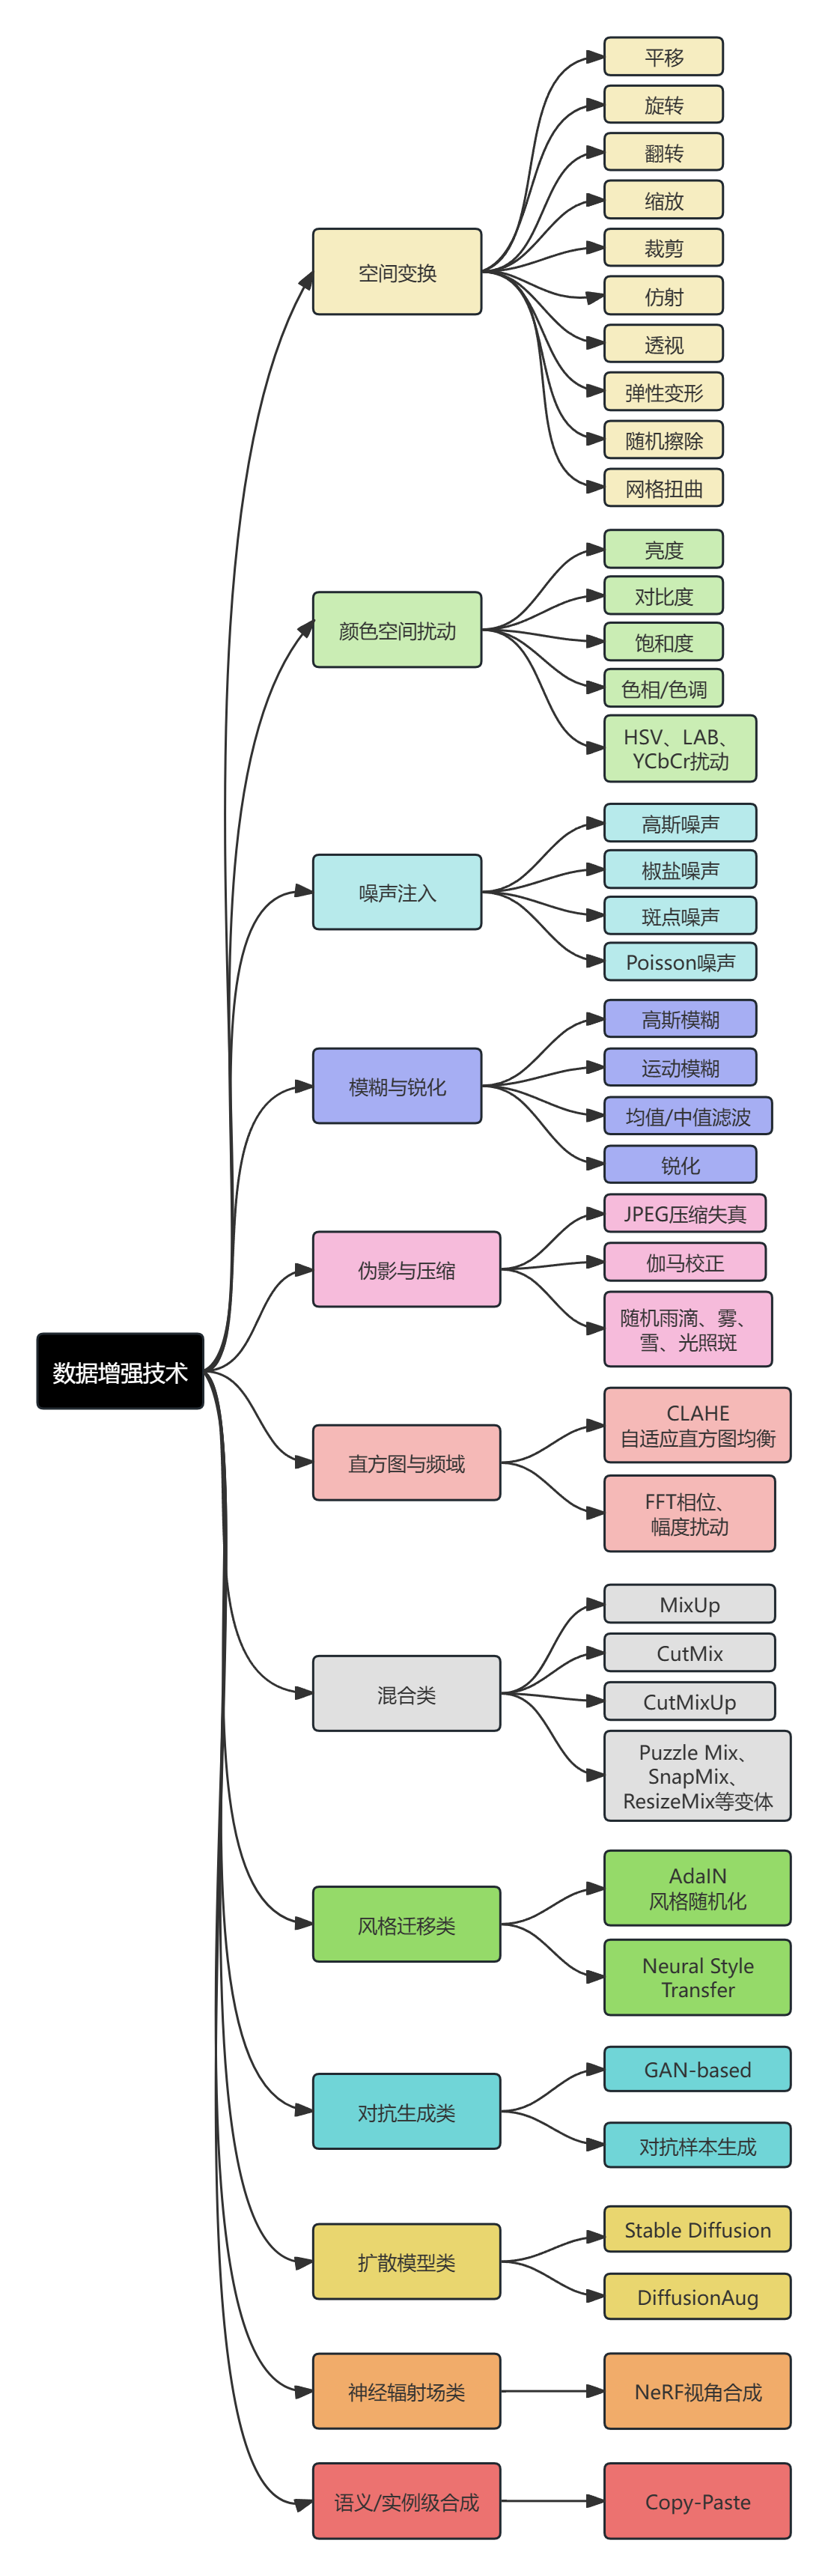 数据增强技术
空间变换
平移
旋转
翻转
缩放
裁剪
仿射
透视
弹性变形
随机擦除
网格扭曲
颜色空间扰动
亮度
对比度
饱和度
色相/色调
HSV、LAB、
YCbCr扰动
噪声注入
高斯噪声
椒盐噪声
斑点噪声
Poisson噪声
模糊与锐化
高斯模糊
运动模糊
均值/中值滤波
锐化
伪影与压缩
JPEG压缩失真
伽马校正
随机雨滴、雾、
雪、光照斑
直方图与频域
CLAHE
自适应直方图均衡
FFT相位、
幅度扰动
混合类
MixUp
CutMix
CutMixUp
Puzzle Mix、
SnapMix、
ResizeMix等变体
风格迁移类
AdaIN
风格随机化
Neural Style
Transfer
对抗生成类
GAN-based
对抗样本生成
扩散模型类
Stable Diffusion
DiffusionAug
神经辐射场类
NeRF视角合成
语义/实例级合成
Copy-Paste